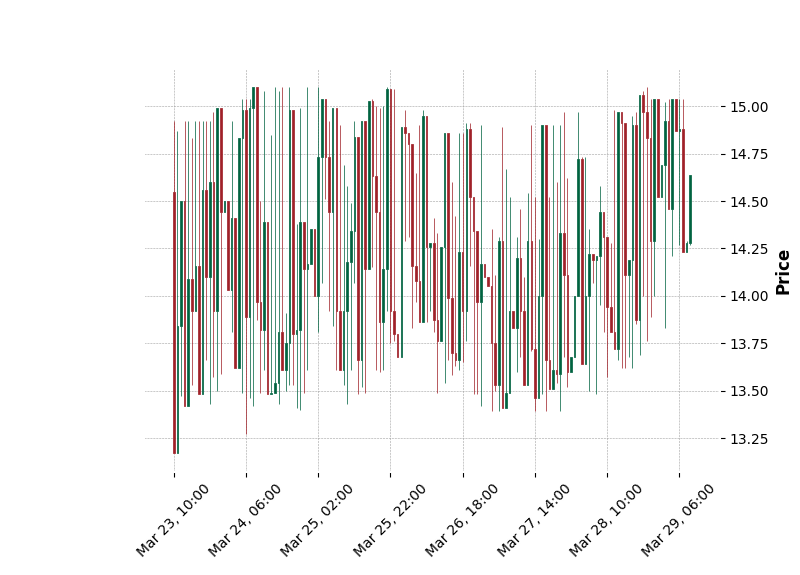 15.00
14.75
14.50
14.25
14.00
13.75
13.50
13.25
Price
Mar 23, 10:00
Mar 24, 06:00
Mar 25, 02:00
Mar 25, 22:00
Mar 26, 18:00
Mar 27, 14:00
Mar 28, 10:00
Mar 29, 06:00